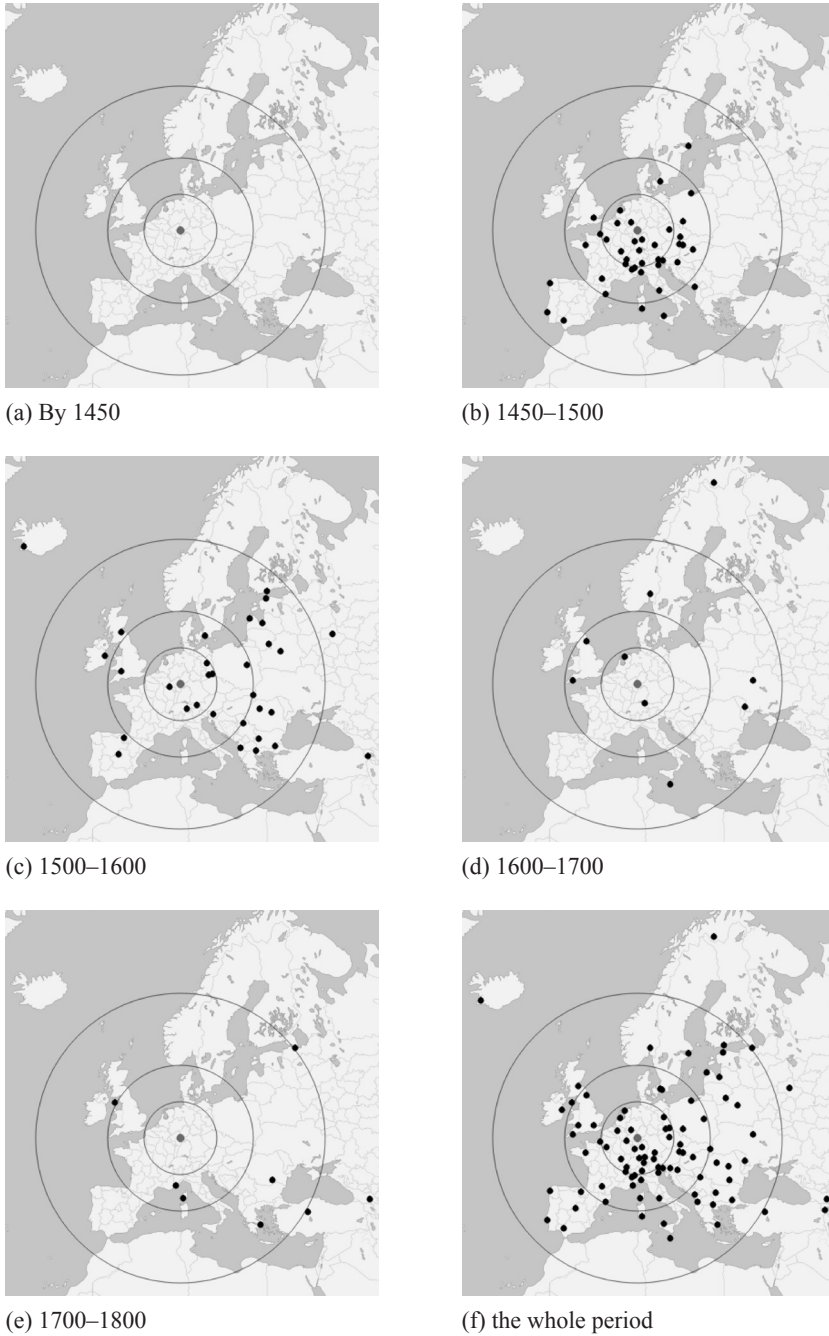 (a) By 1450
(b) 1450–1500
(c) 1500–1600
(d) 1600–1700
(e) 1700–1800
(f) the whole period